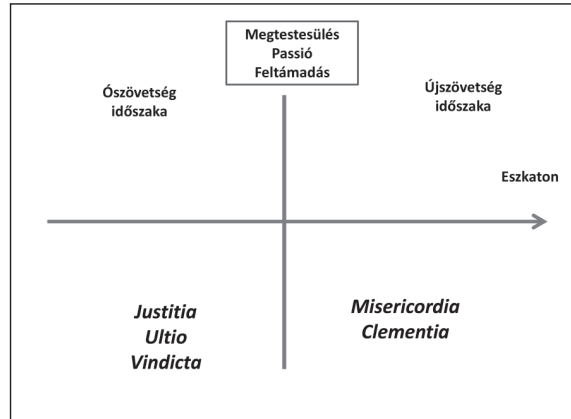 Megtestesülés
Passió
Feltámadás
Ószövetség
időszaka
Újszövetség
időszaka
Eszkaton
Justitia
Ultio
Vindicta
Misericordia
Clementia